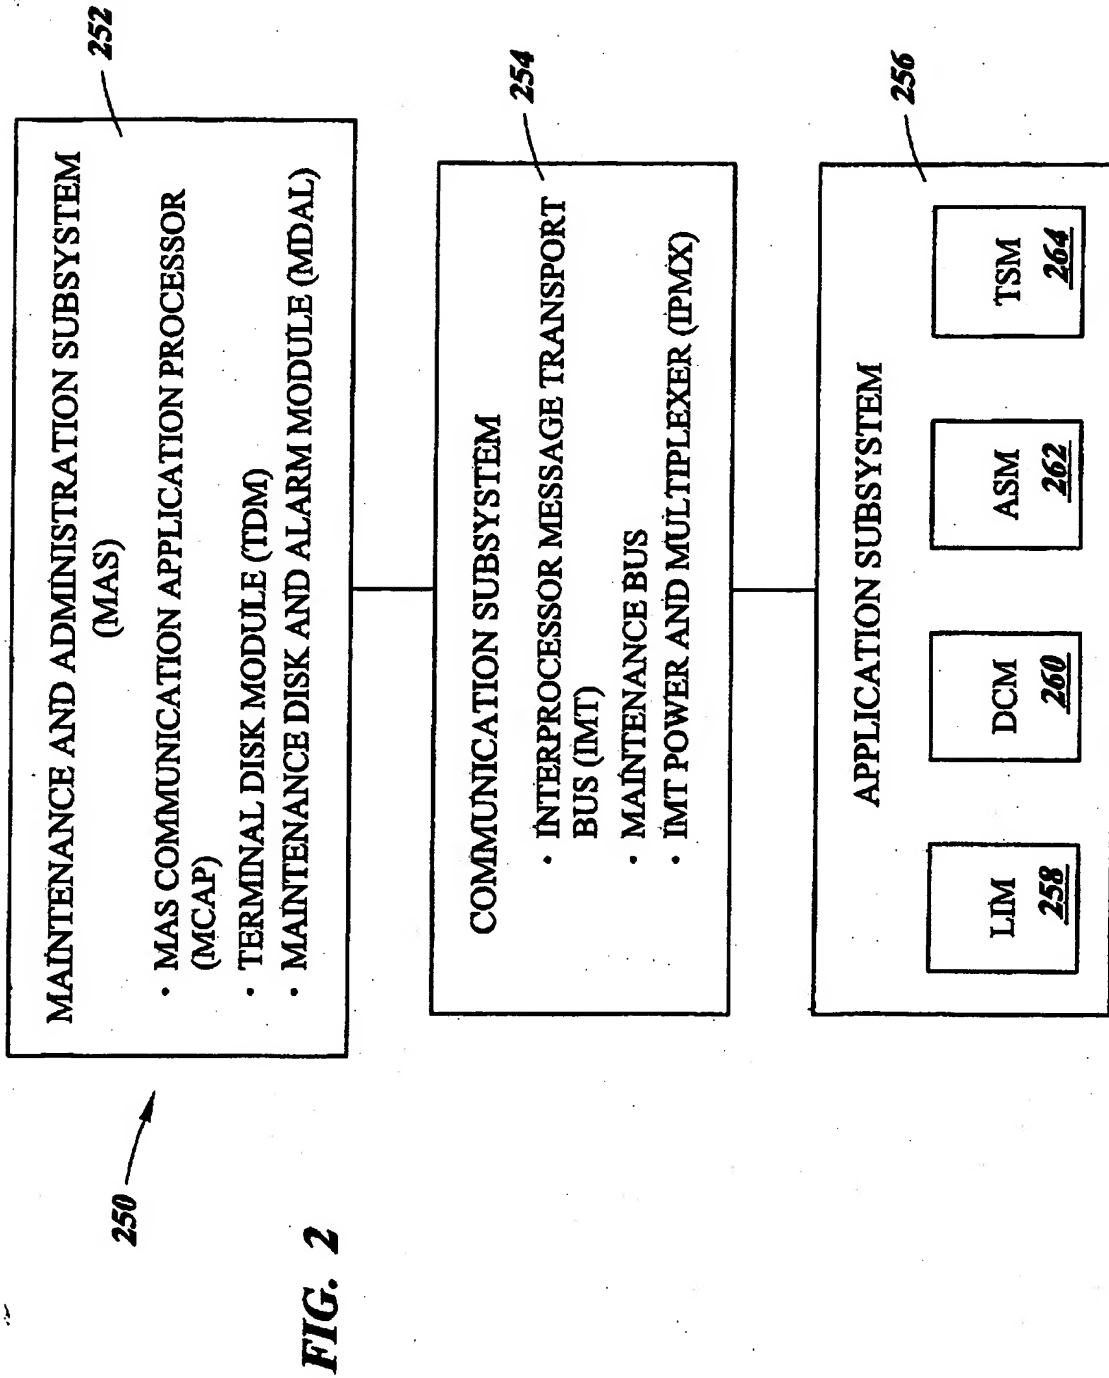 252
MAINTENANCE AND ADMINISTRATION SUBSYSTEM
(MAS)
• MAS COMMUNICATION APPLICATION PROCESSOR
(MCAP)
• TERMINAL DISK MODULE (TDM)
• MAINTENANCE DISK AND ALARM MODULE (MDAL)
254
COMMUNICATION SUBSYSTEM
• INTERPROCESSOR MESSAGE TRANSPORT
BUS (IMT)
• MAINTENANCE BUS
• IMT POWER AND MULTIPLEXER (IPMX)
256
APPLICATION SUBSYSTEM
LIM
258
DCM
260
ASM
262
TSM
264
250
FIG. 2